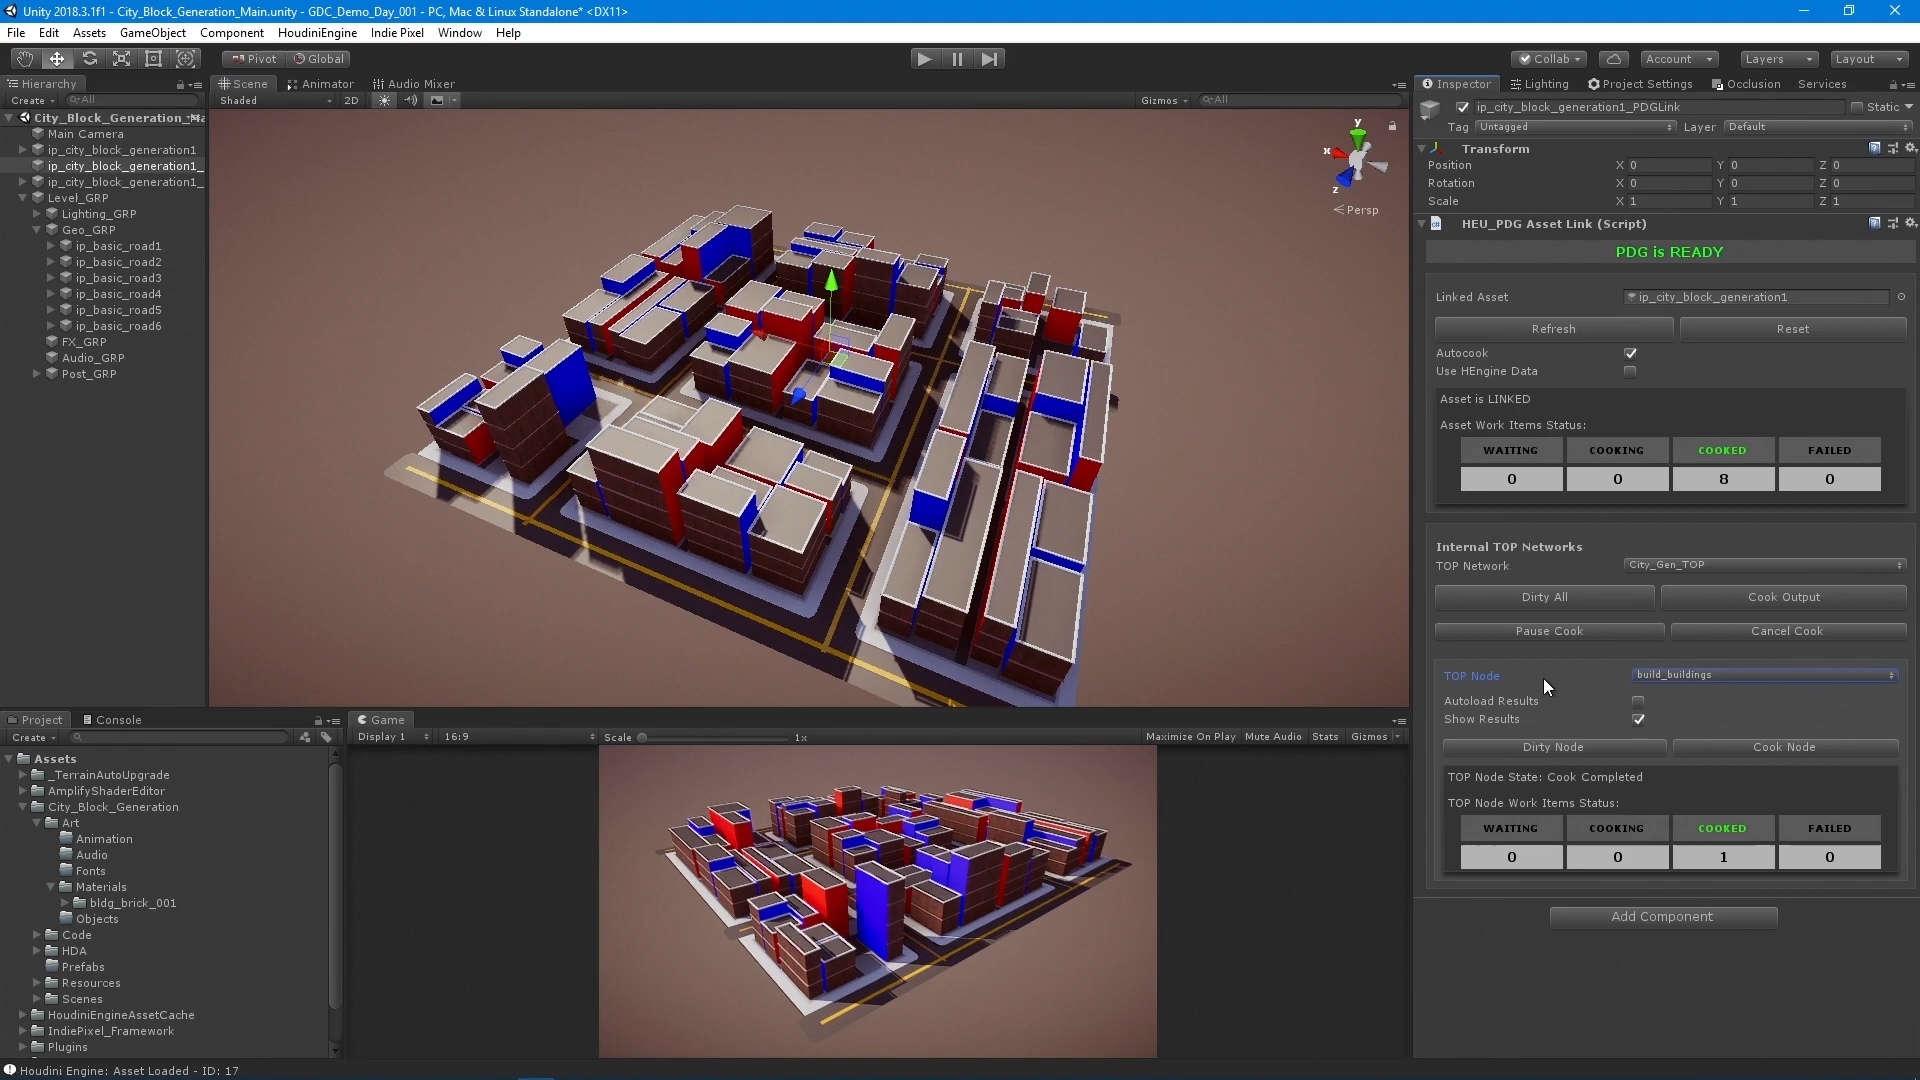 Unity 2018.3.1f1 - City_Block_Generation_Main.unity - GDC_Demo_Day_001 - PC, Mac & Linux Standalone* <DX11>
File Edit Assets GameObject Component HoudiniEngine Indie Pixel Window Help
Pivot Global Collab Account Layers Layout
Hierarchy
Create All
City_Block_Generation_
Main Camera
ip_city_block_generation1
ip_city_block_generation1_
ip_city_block_generation1_
Level_GRP
Lighting_GRP
Geo_GRP
ip_basic_road1
ip_basic_road2
ip_basic_road3
ip_basic_road4
ip_basic_road5
ip_basic_road6
FX_GRP
Audio_GRP
Post_GRP
Scene Animator Audio Mixer
Shaded 2D Gizmos All
y
x
z
Persp
Project Console
Create
Assets
_TerrainAutoUpgrade
AmplifyShaderEditor
City_Block_Generation
Art
Animation
Audio
Fonts
Materials
bldg_brick_001
Objects
Code
HDA
Prefabs
Resources
Scenes
HoudiniEngineAssetCache
IndiePixel_Framework
Plugins
Game
Display 1 16:9 Scale 1x Maximize On Play Mute Audio Stats Gizmos
Inspector Lighting Project Settings Occlusion Services
ip_city_block_generation1_PDGLink Static
Tag Untagged Layer Default
Transform
Position X 0 Y 0 Z 0
Rotation X 0 Y 0 Z 0
Scale X 1 Y 1 Z 1
HEU_PDG Asset Link (Script)
PDG is READY
Linked Asset ip_city_block_generation1
Refresh Reset
Autocook
Use HEngine Data
Asset is LINKED
Asset Work Items Status:
WAITING COOKING COOKED FAILED
0 0 8 0
Internal TOP Networks
TOP Network City_Gen_TOP
Dirty All Cook Output
Pause Cook Cancel Cook
TOP Node build_buildings
Autoload Results
Show Results
Dirty Node Cook Node
TOP Node State: Cook Completed
TOP Node Work Items Status:
WAITING COOKING COOKED FAILED
0 0 1 0
Add Component
Houdini Engine: Asset Loaded - ID: 17